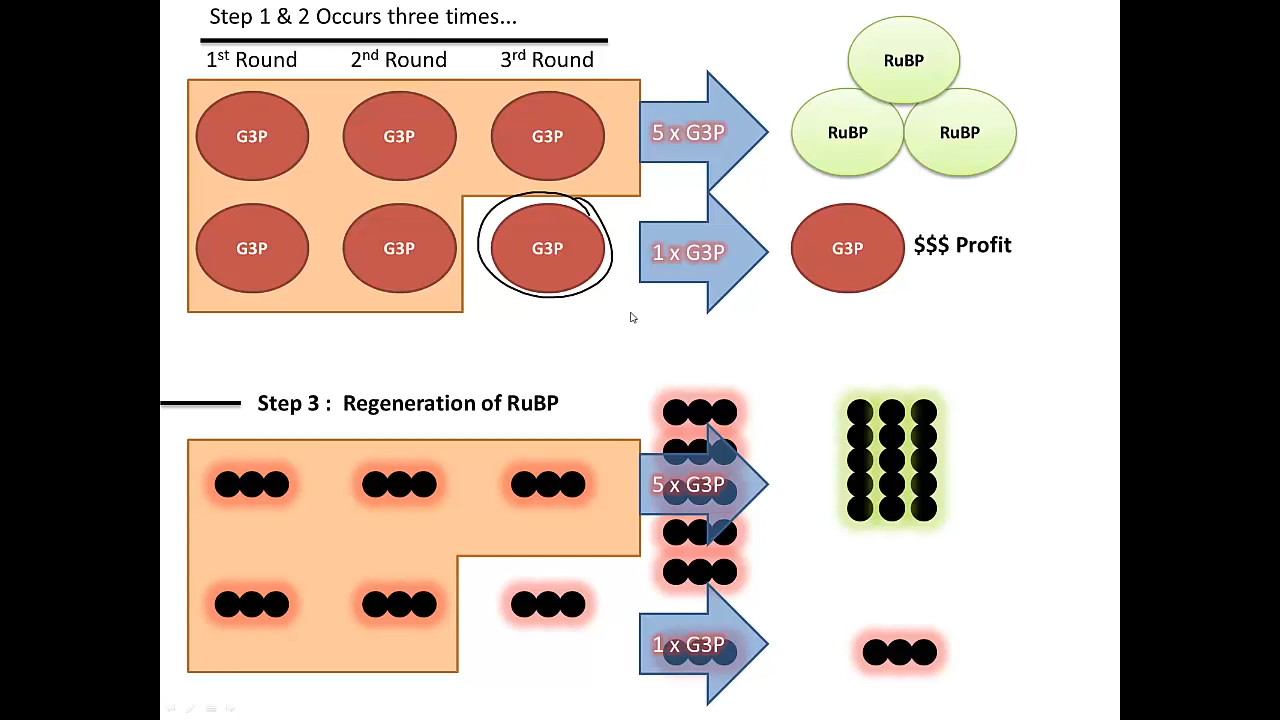 Step 1 & 2 Occurs three times...
1st Round 2nd Round 3rd Round
RuBP
G3P G3P G3P 5 x G3P RuBP RuBP
G3P G3P G3P 1 x G3P G3P $$$ Profit
Step 3 : Regeneration of RuBP
5 x G3P
1 x G3P